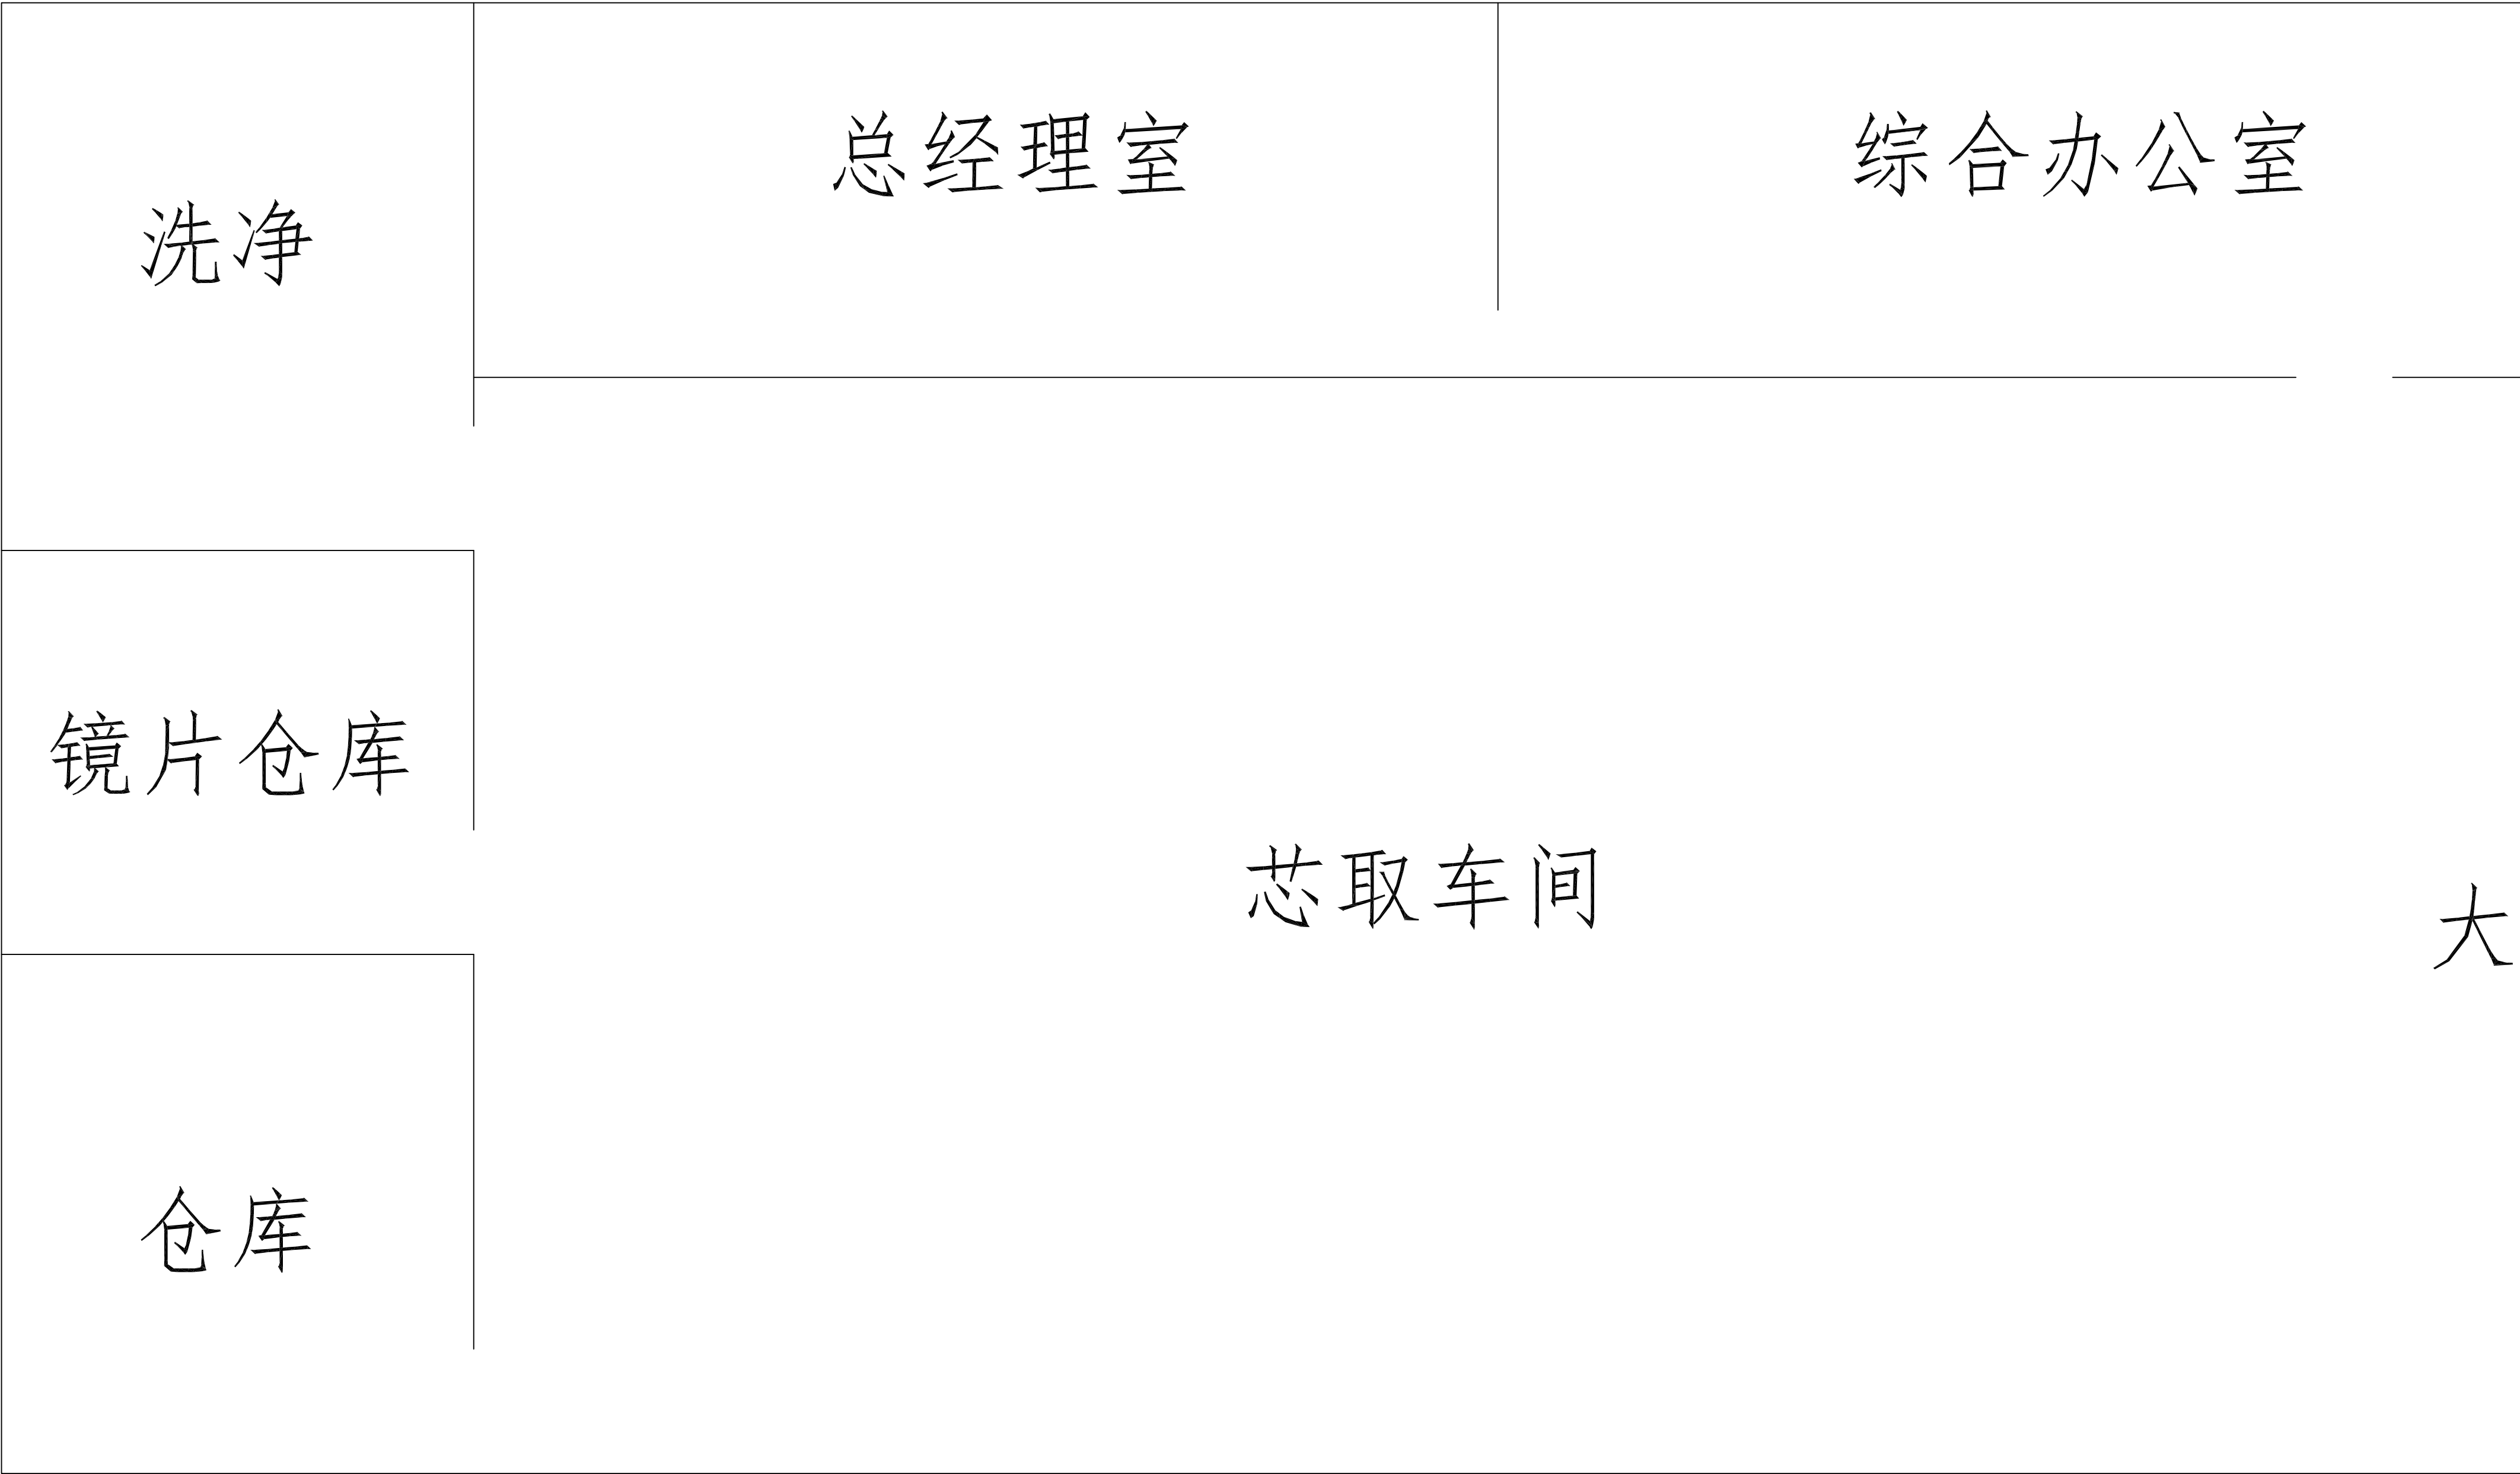 总经理室
综合办公室
洗净
镜片仓库
芯取车间
大
仓库